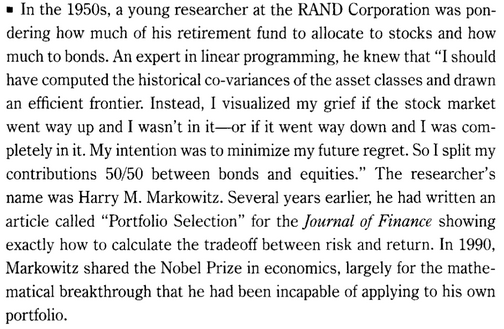 ▪ In the 1950s, a young researcher at the RAND Corporation was pon-
dering how much of his retirement fund to allocate to stocks and how
much to bonds. An expert in linear programming, he knew that “I should
have computed the historical co-variances of the asset classes and drawn
an efficient frontier. Instead, I visualized my grief if the stock market
went way up and I wasn’t in it—or if it went way down and I was com-
pletely in it. My intention was to minimize my future regret. So I split my
contributions 50/50 between bonds and equities.” The researcher’s
name was Harry M. Markowitz. Several years earlier, he had written an
article called “Portfolio Selection” for the Journal of Finance showing
exactly how to calculate the tradeoff between risk and return. In 1990,
Markowitz shared the Nobel Prize in economics, largely for the mathe-
matical breakthrough that he had been incapable of applying to his own
portfolio.